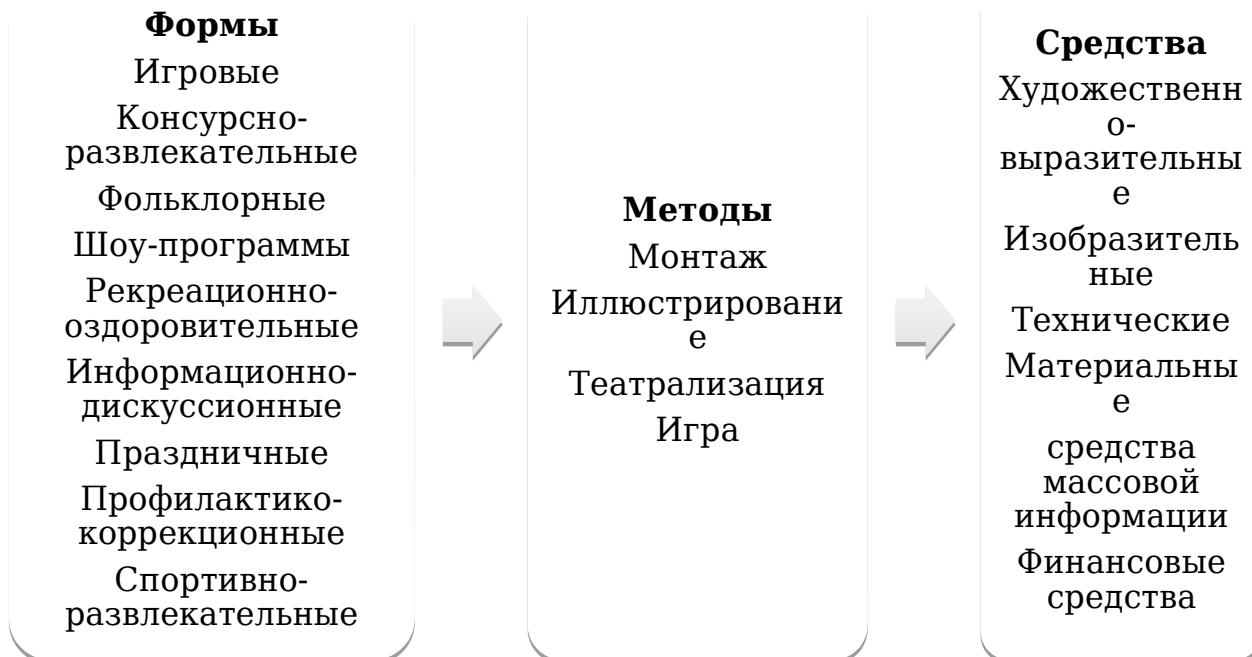 Формы
Игровые
Консурсно-
развлекательные
Фольклорные
Шоу-программы
Рекреационно-
оздоровительные
Информационно-
дискуссионные
Праздничные
Профилактико-
коррекционные
Спортивно-
развлекательные
Методы
Монтаж
Иллюстрировани
е
Театрализация
Игра
Средства
Художественн
о-
выразительны
е
Изобразитель
ные
Технические
Материальны
е
средства
массовой
информации
Финансовые
средства